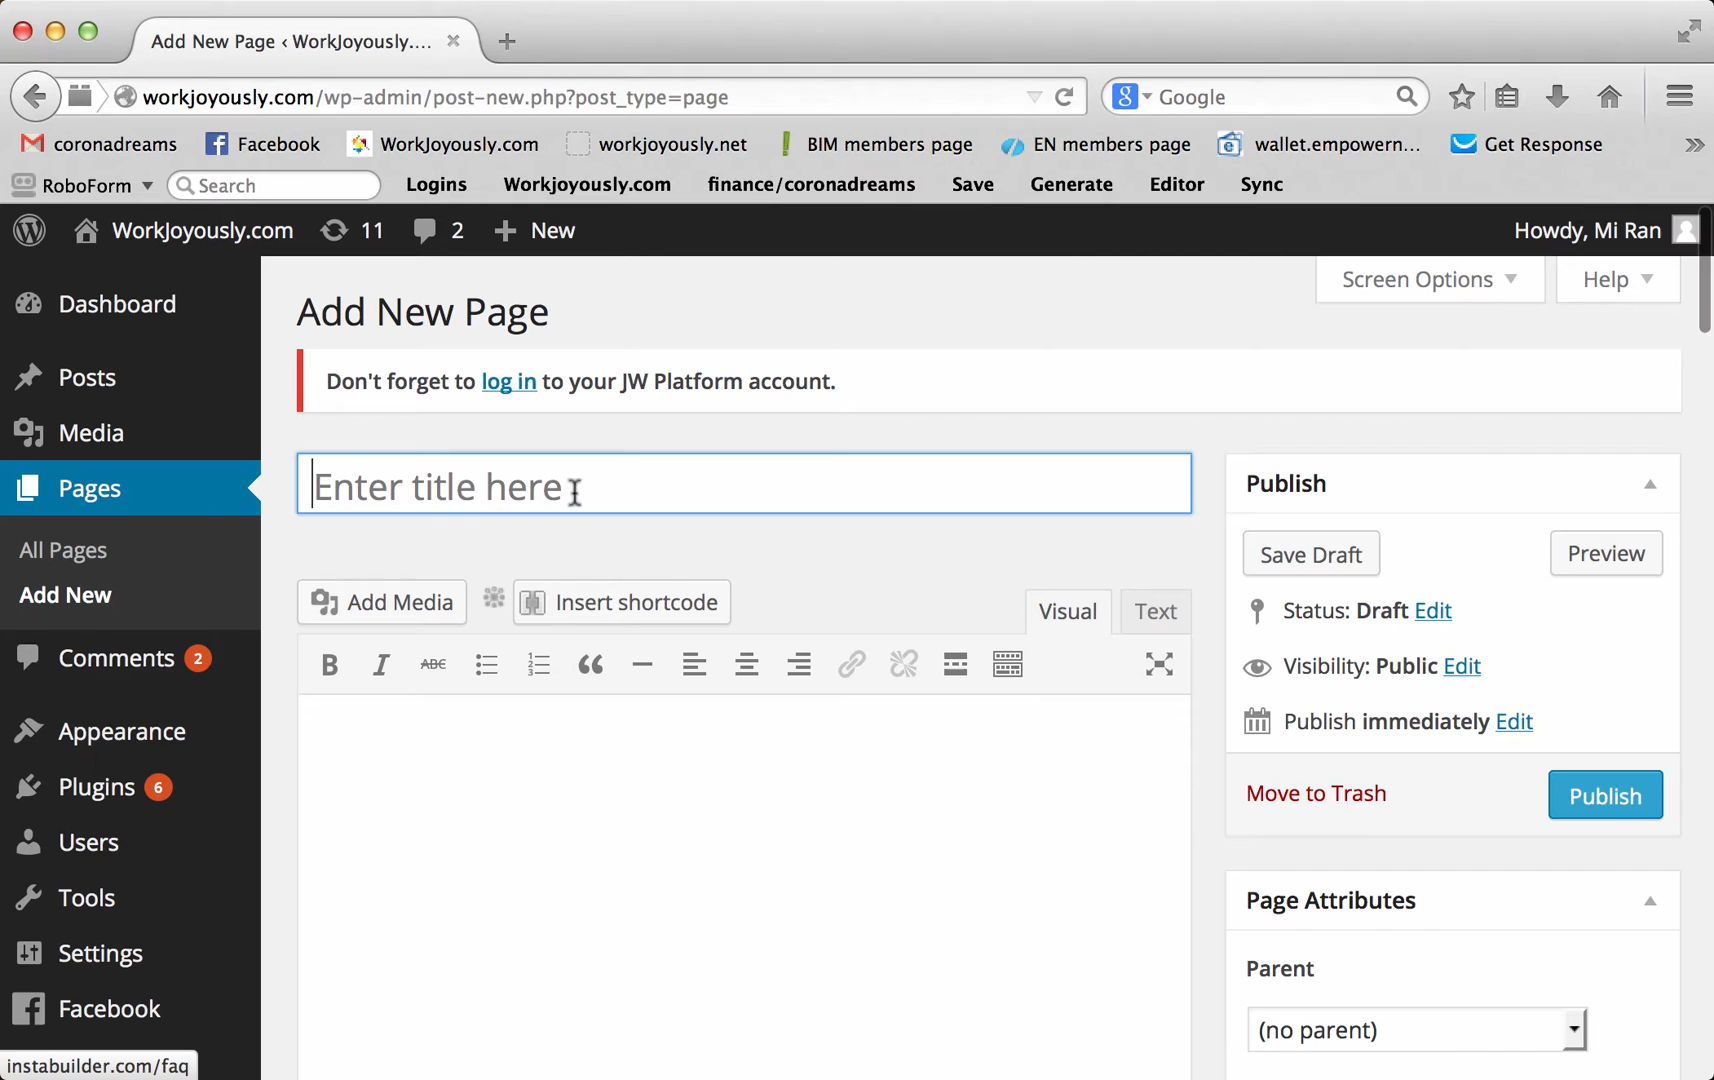 Add New Page ‹ WorkJoyously....
workjoyously.com/wp-admin/post-new.php?post_type=page
Google
coronadreams
Facebook
WorkJoyously.com
workjoyously.net
BIM members page
EN members page
wallet.empowern...
Get Response
RoboForm
Search
Logins
Workjoyously.com
finance/coronadreams
Save
Generate
Editor
Sync
WorkJoyously.com
11
2
New
Howdy, Mi Ran
Screen Options
Help
Dashboard
Posts
Media
Pages
All Pages
Add New
Comments 2
Appearance
Plugins 6
Users
Tools
Settings
Facebook
instabuilder.com/faq
Add New Page
Don't forget to log in to your JW Platform account.
Enter title here
Add Media
Insert shortcode
Visual
Text
B
I
ABC
Publish
Save Draft
Preview
Status: Draft Edit
Visibility: Public Edit
Publish immediately Edit
Move to Trash
Publish
Page Attributes
Parent
(no parent)